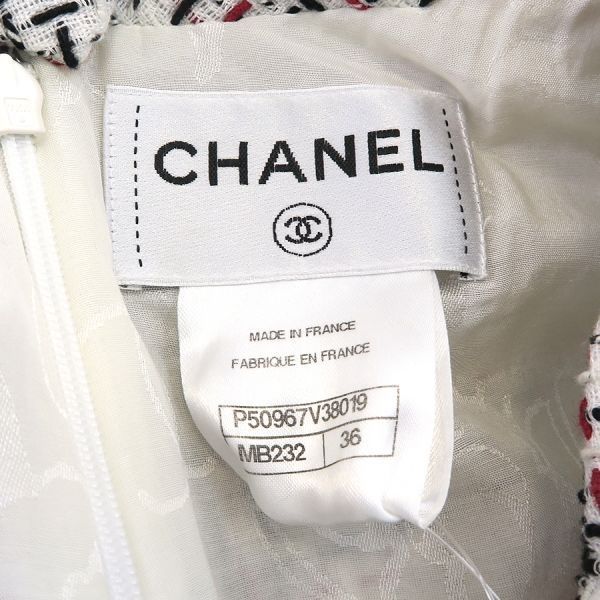 CHANEL
MADE IN FRANCE
FABRIQUE EN FRANCE
P50967V38019
MB232 36